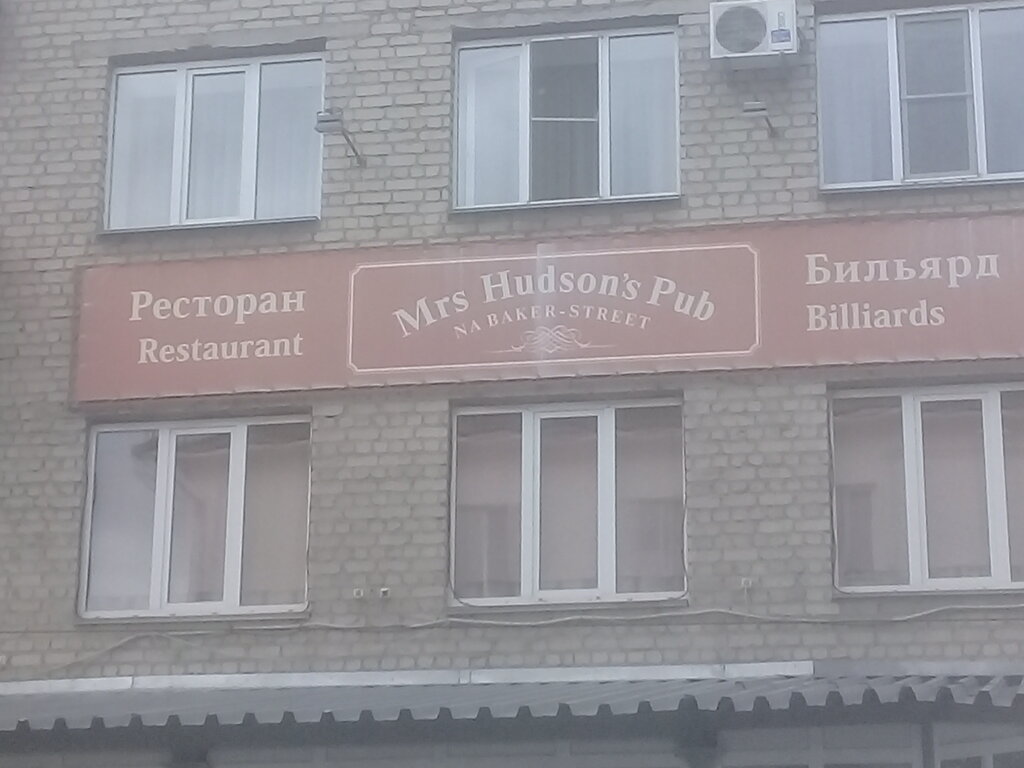 Ресторан
Restaurant
Mrs Hudson's Pub
NA BAKER-STREET
Бильярд
Billiards